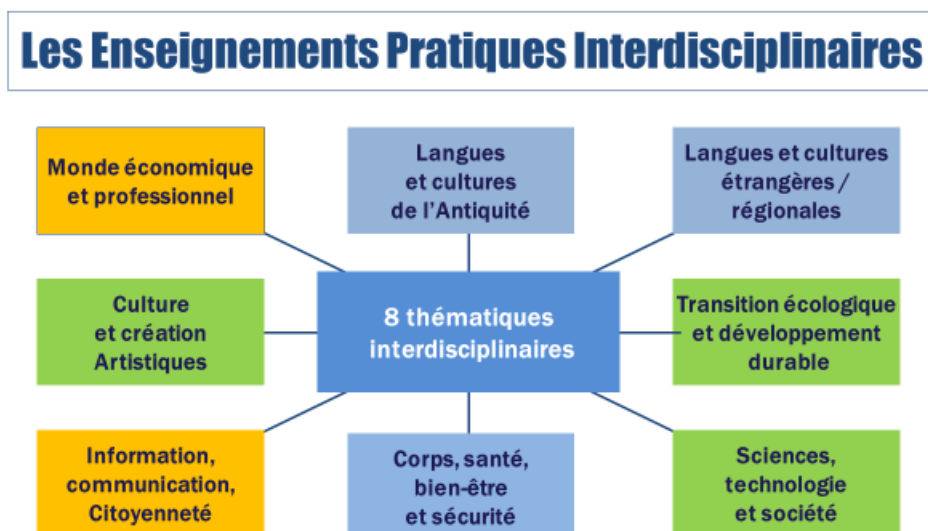 Les Enseignements Pratiques Interdisciplinaires
Monde économique
et professionnel
Langues
et cultures
de l'Antiquité
Langues et cultures
étrangères /
régionales
Culture
et création
Artistiques
8 thématiques
interdisciplinaires
Transition écologique
et développement
durable
Information,
communication,
Citoyenneté
Corps, santé,
bien-être
et sécurité
Sciences,
technologie
et société